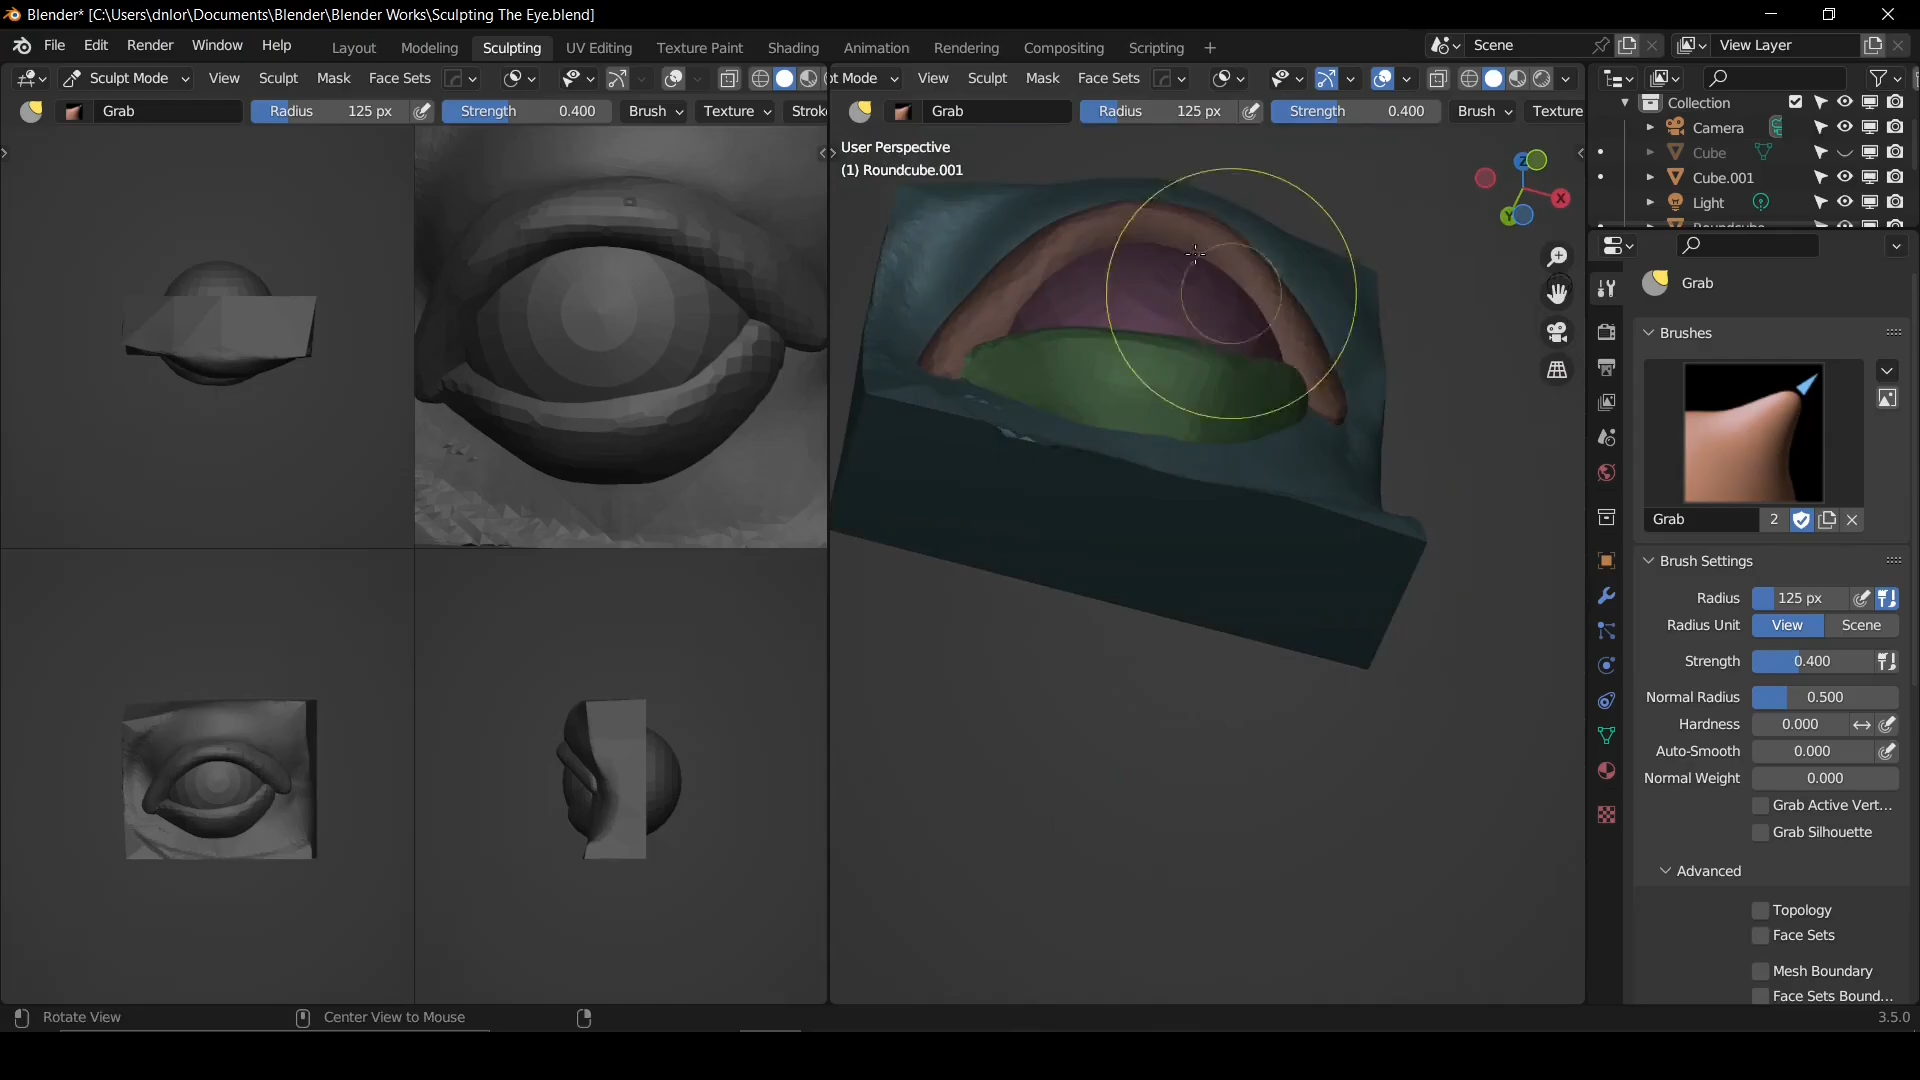 Blender* [C:\Users\dnlor\Documents\Blender\Blender Works\Sculpting The Eye.blend]
File Edit Render Window Help Layout Modeling Sculpting UV Editing Texture Paint Shading Animation Rendering Compositing Scripting + Scene View Layer
Sculpt Mode View Sculpt Mask Face Sets ot Mode View Sculpt Mask Face Sets
Grab Radius 125 px Strength 0.400 Brush Texture Strok Grab Radius 125 px Strength 0.400 Brush Texture
User Perspective
(1) Roundcube.001
Z
X
Y
Collection
Camera
Cube
Cube.001
Light
Grab
Brushes
Grab 2
Brush Settings
Radius 125 px
Radius Unit View Scene
Strength 0.400
Normal Radius 0.500
Hardness 0.000
Auto-Smooth 0.000
Normal Weight 0.000
Grab Active Vert...
Grab Silhouette
Advanced
Topology
Face Sets
Mesh Boundary
Face Sets Bound...
Rotate View Center View to Mouse 3.5.0